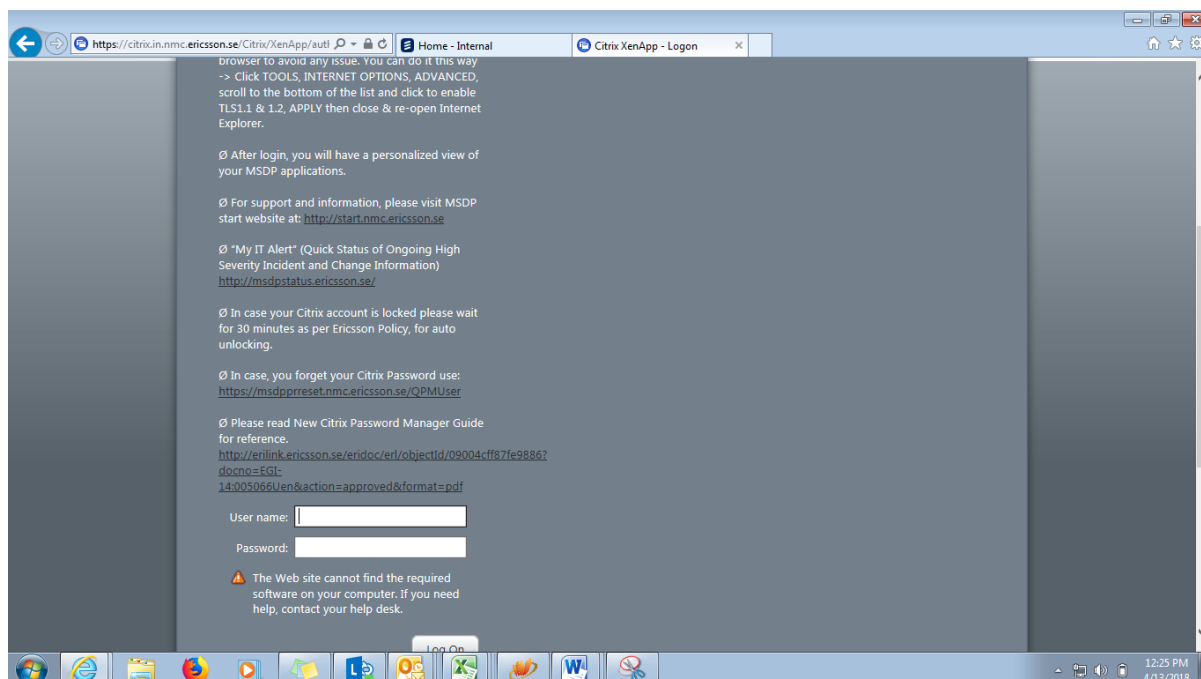 https://citrix.in.nmc.ericsson.se/Citrix/XenApp/autl
Home - Internal
Citrix XenApp - Logon
browser to avoid any issue. You can do it this way
-> Click TOOLS, INTERNET OPTIONS, ADVANCED,
scroll to the bottom of the list and click to enable
TLS1.1 & 1.2, APPLY then close & re-open Internet
Explorer.
Ø After login, you will have a personalized view of
your MSDP applications.
Ø For support and information, please visit MSDP
start website at: http://start.nmc.ericsson.se
Ø "My IT Alert" (Quick Status of Ongoing High
Severity Incident and Change Information)
http://msdpstatus.ericsson.se/
Ø In case your Citrix account is locked please wait
for 30 minutes as per Ericsson Policy, for auto
unlocking.
Ø In case, you forget your Citrix Password use:
https://msdpprreset.nmc.ericsson.se/QPMUser
Ø Please read New Citrix Password Manager Guide
for reference.
http://erilink.ericsson.se/eridoc/erl/objectId/09004cff87fe9886?
docno=EGI-
14:005066Uen&action=approved&format=pdf
User name:
Password:
The Web site cannot find the required
software on your computer. If you need
help, contact your help desk.
Log On
12:25 PM
4/13/2018